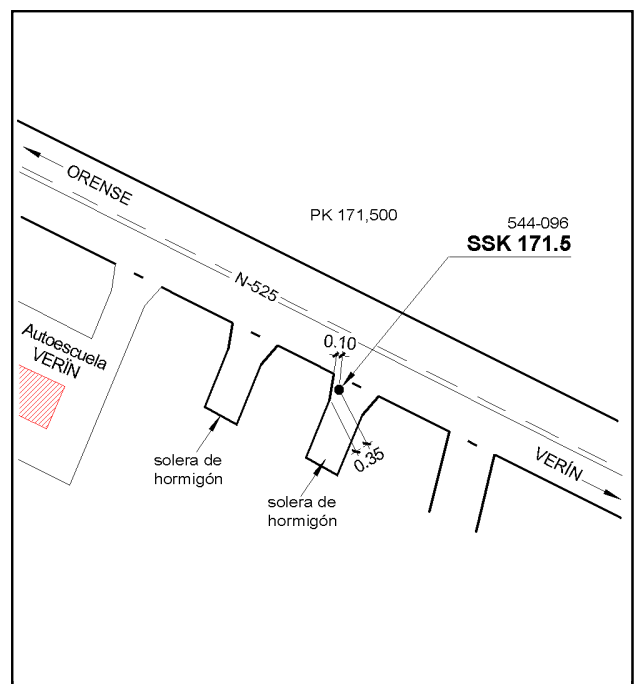 ORENSE
PK 171,500
544-096
SSK 171.5
N-525
0.10
Autoescuela
VERÏN
0.35
solera de
hormigón
VERÍN
solera de
hormigón